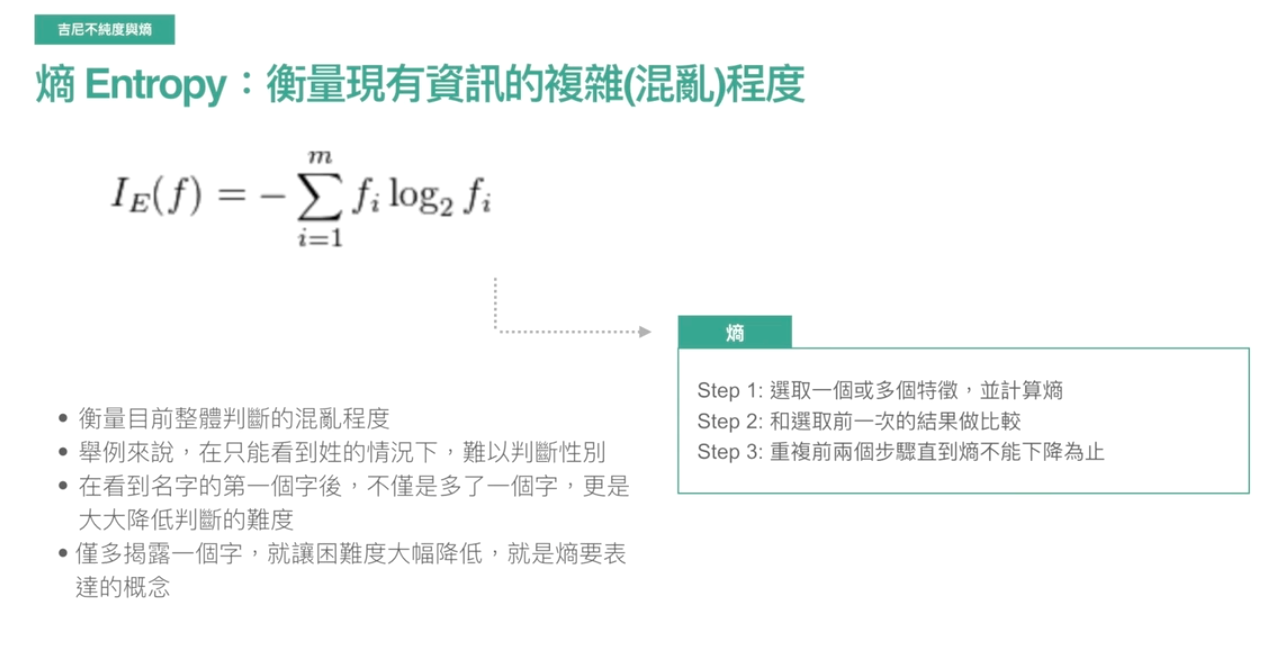 吉尼不純度與熵
熵 Entropy：衡量現有資訊的複雜(混亂)程度
I_E(f) = − ∑_{i=1}^{m} f_i log_2 f_i
熵
Step 1: 選取一個或多個特徵，並計算熵
Step 2: 和選取前一次的結果做比較
Step 3: 重複前兩個步驟直到熵不能下降為止
• 衡量目前整體判斷的混亂程度
• 舉例來說，在只能看到姓的情況下，難以判斷性別
• 在看到名字的第一個字後，不僅是多了一個字，更是
大大降低判斷的難度
• 僅多揭露一個字，就讓困難度大幅降低，就是熵要表
達的概念